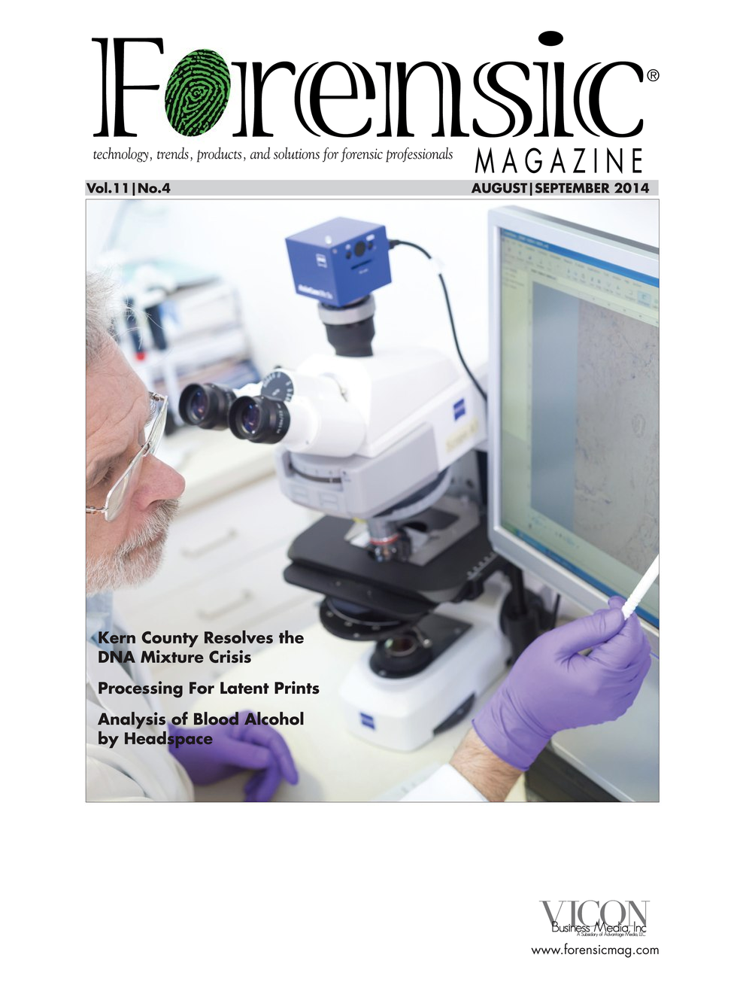 Forensic®
technology, trends, products, and solutions for forensic professionals
MAGAZINE
Vol.11|No.4
AUGUST|SEPTEMBER 2014
Kern County Resolves the
DNA Mixture Crisis
Processing For Latent Prints
Analysis of Blood Alcohol
by Headspace
VICON
Business Media, Inc
A Subsidiary of Advantage Media, LLC
www.forensicmag.com